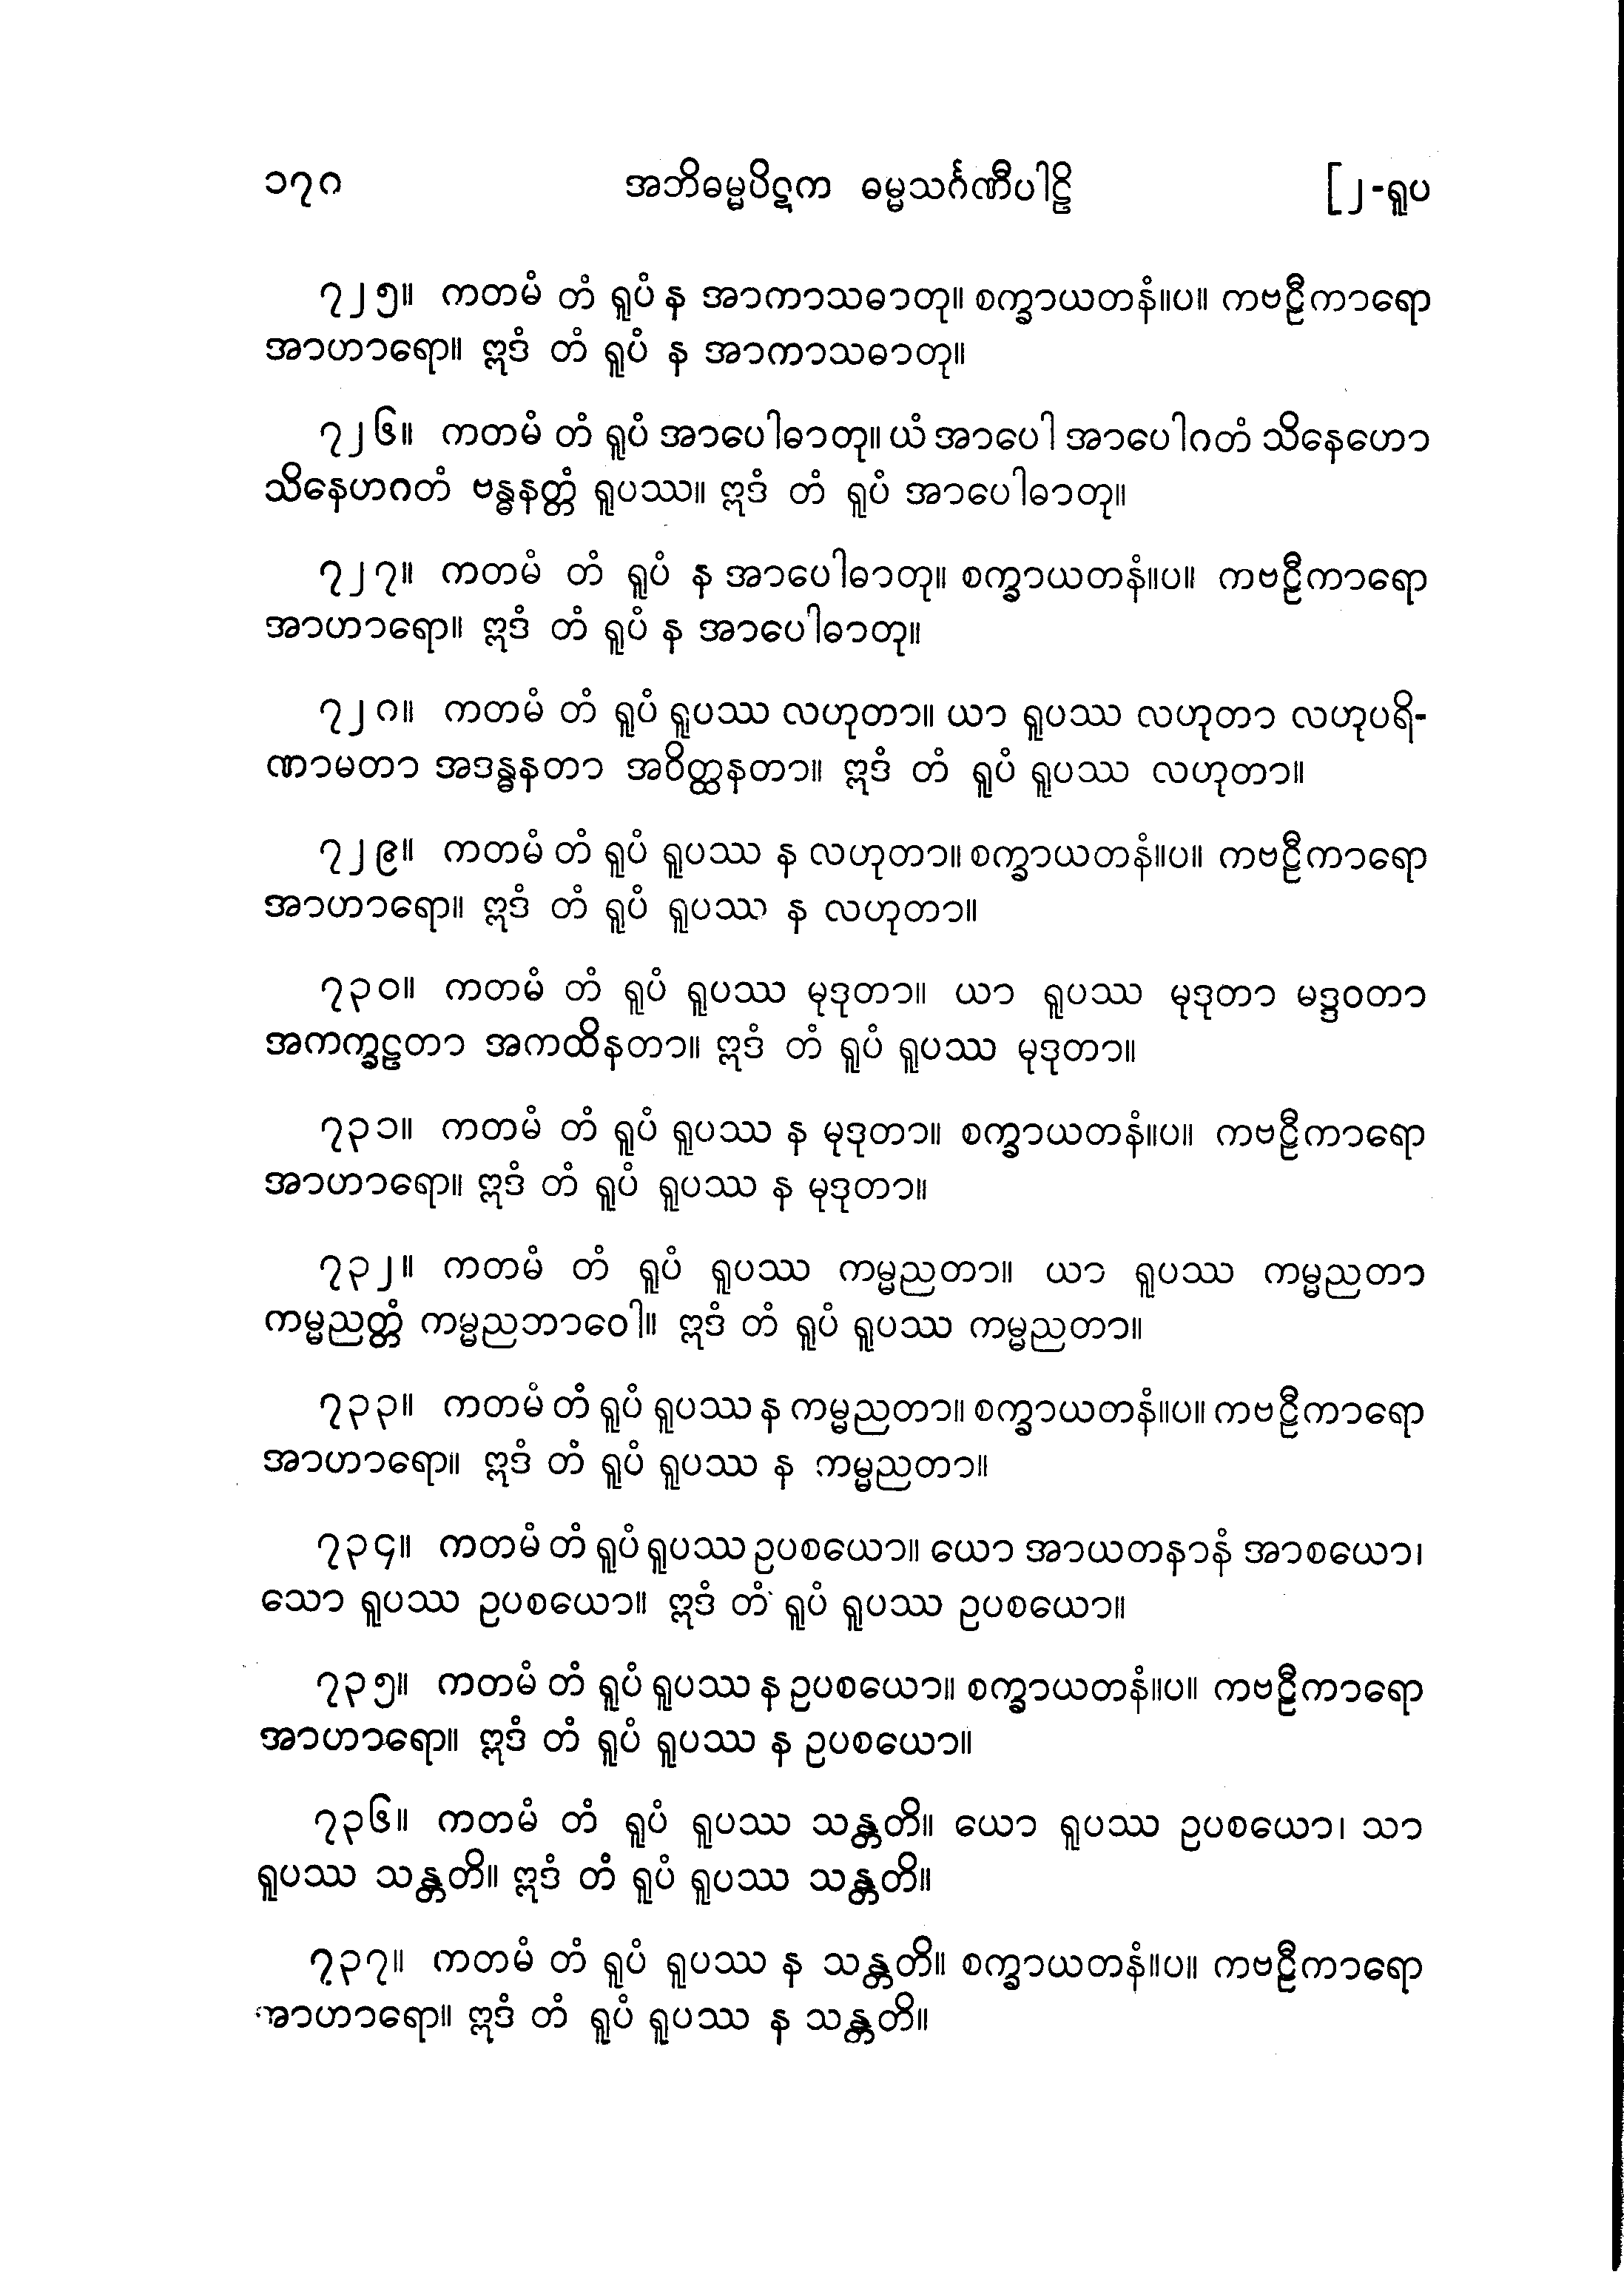 ၁၇၈ အဘိဓမ္မပိဋက ဓမ္မသင်္ဂဏီပါဠိ [၂-ရူပ
၇၂၅။ ကတမံ တံ ရူပံ န အာကာသဓာတု။ စက္ခာယတနံ။ပ။ ကဗဠီကာရော
အာဟာရော။ ဣဒံ တံ ရူပံ န အာကာသဓာတု။
၇၂၆။ ကတမံ တံ ရူပံ အာပေါဓာတု။ ယံ အာပေါ အာပေါဂတံ သိနေဟော
သိနေဟဂတံ ဗန္ဓနတ္တံ ရူပဿ။ ဣဒံ တံ ရူပံ အာပေါဓာတု။
၇၂၇။ ကတမံ တံ ရူပံ န အာပေါဓာတု။ စက္ခာယတနံ။ပ။ ကဗဠီကာရော
အာဟာရော။ ဣဒံ တံ ရူပံ န အာပေါဓာတု။
၇၂၈။ ကတမံ တံ ရူပံ ရူပဿ လဟုတာ။ ယာ ရူပဿ လဟုတာ လဟုပရိ-
ဏာမတာ အဒန္ဓနတာ အဝိတ္ထနတာ။ ဣဒံ တံ ရူပံ ရူပဿ လဟုတာ။
၇၂၉။ ကတမံ တံ ရူပံ ရူပဿ န လဟုတာ။ စက္ခာယတနံ။ပ။ ကဗဠီကာရော
အာဟာရော။ ဣဒံ တံ ရူပံ ရူပဿ န လဟုတာ။
၇၃၀။ ကတမံ တံ ရူပံ ရူပဿ မုဒုတာ။ ယာ ရူပဿ မုဒုတာ မဒ္ဒဝတာ
အကက္ခဠတာ အကထိနတာ။ ဣဒံ တံ ရူပံ ရူပဿ မုဒုတာ။
၇၃၁။ ကတမံ တံ ရူပံ ရူပဿ န မုဒုတာ။ စက္ခာယတနံ။ပ။ ကဗဠီကာရော
အာဟာရော။ ဣဒံ တံ ရူပံ ရူပဿ န မုဒုတာ။
၇၃၂။ ကတမံ တံ ရူပံ ရူပဿ ကမ္မညတာ။ ယာ ရူပဿ ကမ္မညတာ
ကမ္မညတ္တံ ကမ္မညဘာဝေါ။ ဣဒံ တံ ရူပံ ရူပဿ ကမ္မညတာ။
၇၃၃။ ကတမံ တံ ရူပံ ရူပဿ န ကမ္မညတာ။ စက္ခာယတနံ။ပ။ ကဗဠီကာရော
အာဟာရော။ ဣဒံ တံ ရူပံ ရူပဿ န ကမ္မညတာ။
၇၃၄။ ကတမံ တံ ရူပံ ရူပဿ ဥပစယော။ ယော အာယတနာနံ အာစယော၊
သော ရူပဿ ဥပစယော။ ဣဒံ တံ ရူပံ ရူပဿ ဥပစယော။
၇၃၅။ ကတမံ တံ ရူပံ ရူပဿ န ဥပစယော။ စက္ခာယတနံ။ပ။ ကဗဠီကာရော
အာဟာရော။ ဣဒံ တံ ရူပံ ရူပဿ န ဥပစယော။
၇၃၆။ ကတမံ တံ ရူပံ ရူပဿ သန္တတိ။ ယော ရူပဿ ဥပစယော၊ သာ
ရူပဿ သန္တတိ။ ဣဒံ တံ ရူပံ ရူပဿ သန္တတိ။
၇၃၇။ ကတမံ တံ ရူပံ ရူပဿ န သန္တတိ။ စက္ခာယတနံ။ပ။ ကဗဠီကာရော
အာဟာရော။ ဣဒံ တံ ရူပံ ရူပဿ န သန္တတိ။